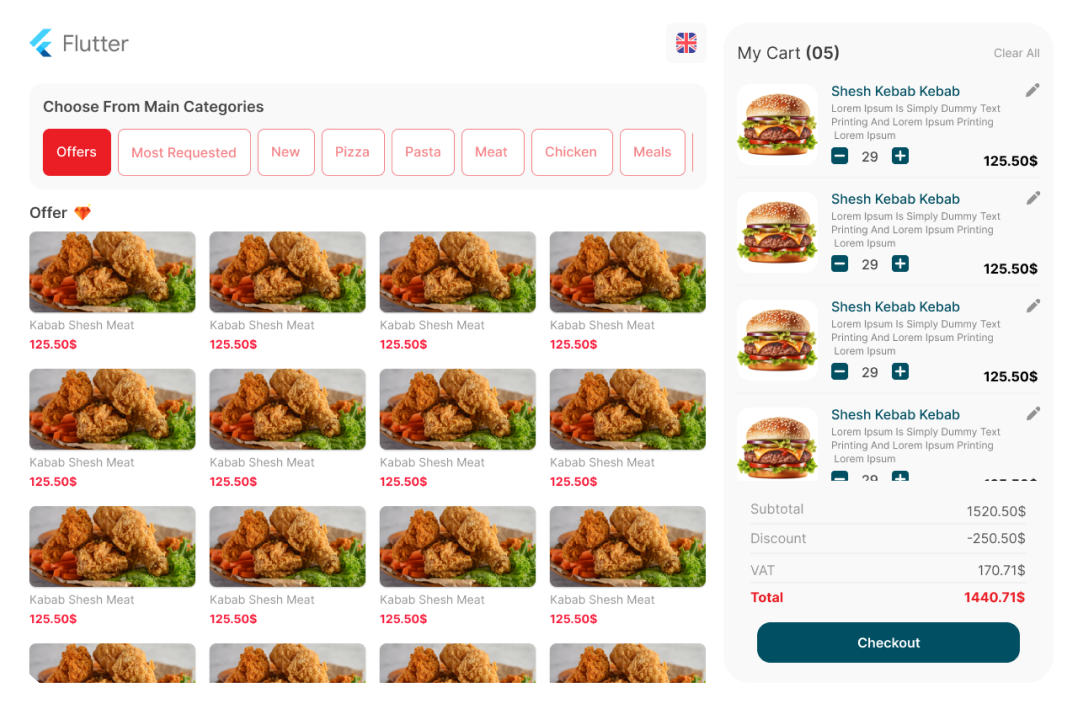 Flutter
Choose From Main Categories
Offers
Most Requested
New
Pizza
Pasta
Meat
Chicken
Meals
Offer
Kabab Shesh Meat
125.50$
Kabab Shesh Meat
125.50$
Kabab Shesh Meat
125.50$
Kabab Shesh Meat
125.50$
Kabab Shesh Meat
125.50$
Kabab Shesh Meat
125.50$
Kabab Shesh Meat
125.50$
Kabab Shesh Meat
125.50$
Kabab Shesh Meat
125.50$
Kabab Shesh Meat
125.50$
Kabab Shesh Meat
125.50$
Kabab Shesh Meat
125.50$
My Cart (05)
Clear All
Shesh Kebab Kebab
Lorem Ipsum Is Simply Dummy Text
Printing And Lorem Ipsum Printing
Lorem Ipsum
29
125.50$
Shesh Kebab Kebab
Lorem Ipsum Is Simply Dummy Text
Printing And Lorem Ipsum Printing
Lorem Ipsum
29
125.50$
Shesh Kebab Kebab
Lorem Ipsum Is Simply Dummy Text
Printing And Lorem Ipsum Printing
Lorem Ipsum
29
125.50$
Shesh Kebab Kebab
Lorem Ipsum Is Simply Dummy Text
Printing And Lorem Ipsum Printing
Lorem Ipsum
29
Subtotal 1520.50$
Discount -250.50$
VAT 170.71$
Total 1440.71$
Checkout